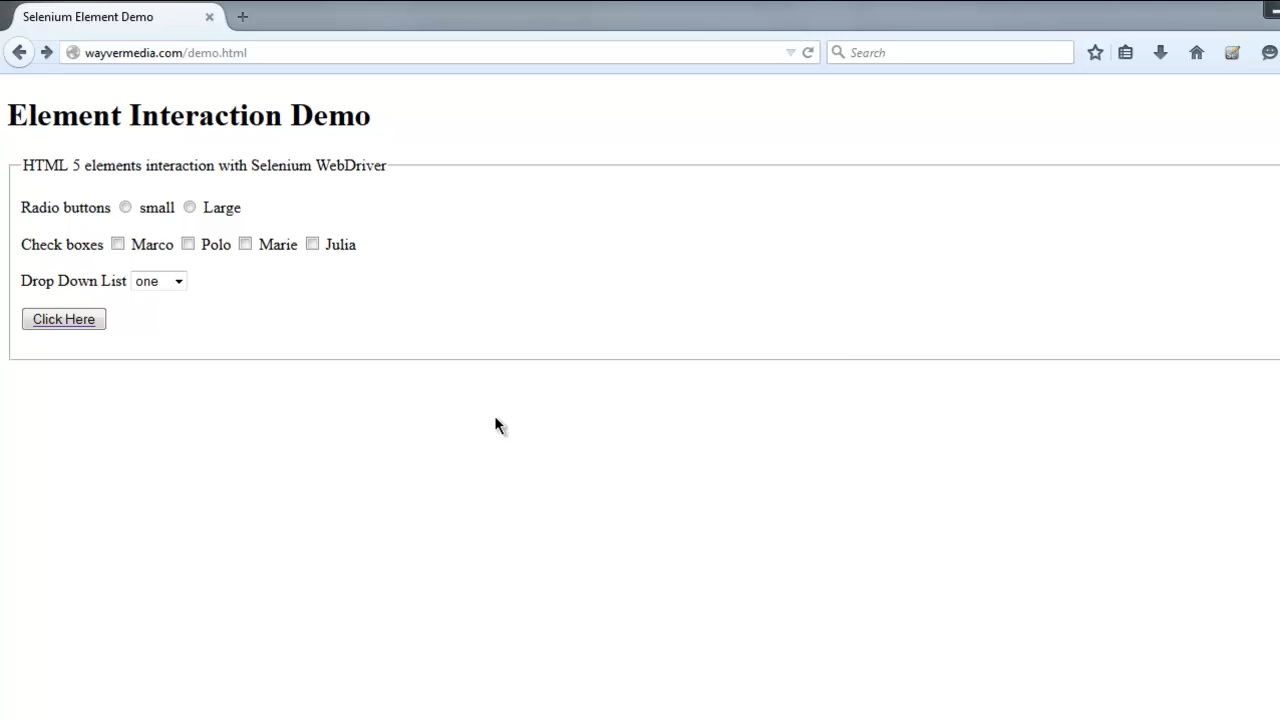 Selenium Element Demo
wayvermedia.com/demo.html
Search
Element Interaction Demo
HTML 5 elements interaction with Selenium WebDriver
Radio buttons small Large
Check boxes Marco Polo Marie Julia
Drop Down List one
Click Here